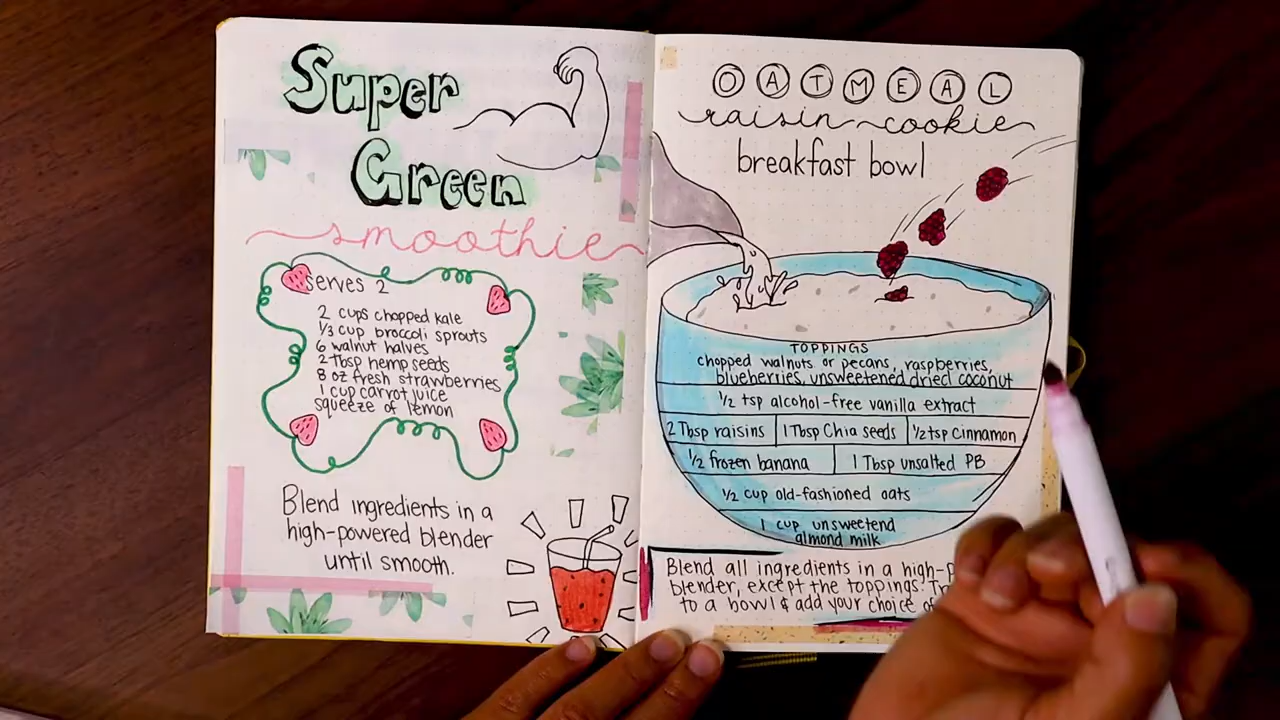 Super
Green
smoothie
serves 2
2 cups chopped kale
1/3 cup broccoli sprouts
6 walnut halves
2 Tbsp hemp seeds
8 oz fresh strawberries
1 cup carrot juice
squeeze of lemon
Blend ingredients in a
high-powered blender
until smooth.
OATMEAL
raisin cookie
breakfast bowl
TOPPINGS
chopped walnuts or pecans, raspberries,
blueberries, unsweetened dried coconut
1/2 tsp alcohol-free vanilla extract
2 Tbsp raisins 1 Tbsp Chia seeds 1/2 tsp Cinnamon
1/2 frozen banana 1 Tbsp unsalted PB
1/2 cup old-fashioned oats
1 cup unsweetend
almond milk
Blend all ingredients in a high-
blender, except the toppings.
to a bowl & add your choice of